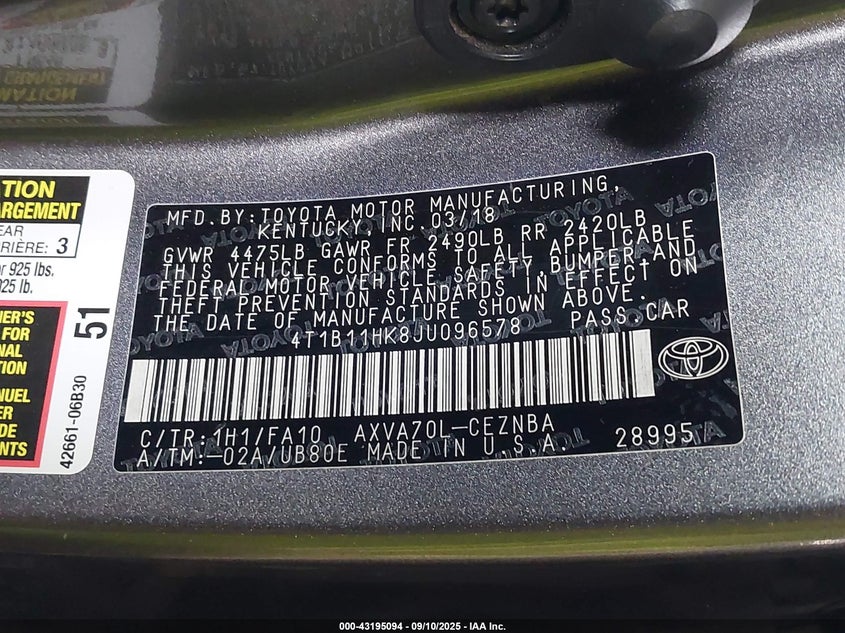 TION
ARGEMENT
EAR
RIÈRE: 3
r 925 lbs.
925 lb.
ER'S
FOR
NAL
TION
NUEL
ER
DE
NTS
51
42661-06B30
MFD. BY: TOYOTA MOTOR MANUFACTURING,
KENTUCKY, INC. 03/18
GVWR 4475LB GAWR FR 2490LB RR 2420LB
THIS VEHICLE CONFORMS TO ALL APPLICABLE
FEDERAL MOTOR VEHICLE SAFETY, BUMPER, AND
THEFT PREVENTION STANDARDS IN EFFECT ON
THE DATE OF MANUFACTURE SHOWN ABOVE.
4T1B11HK8JU096578 PASS. CAR
C/TR: 1H1/FA10 AXVA70L-CEZNBA
A/TM: -02A/UB80E MADE IN U.S.A. 28995
000-43195094 - 09/10/2025 - IAA Inc.